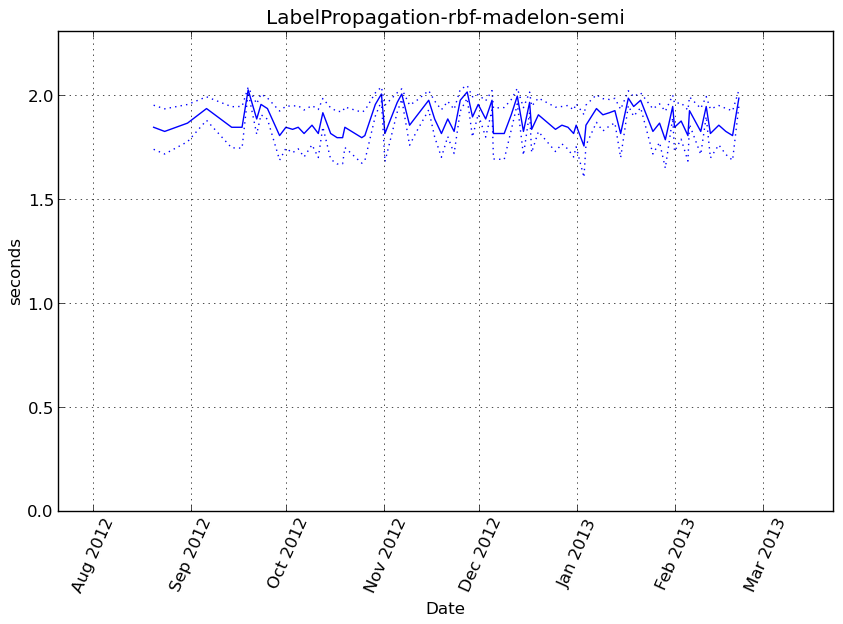 LabelPropagation-rbf-madelon-semi
2.0
1.5
1.0
0.5
0.0
seconds
Aug 2012
Sep 2012
Oct 2012
Nov 2012
Dec 2012
Jan 2013
Feb 2013
Mar 2013
Date